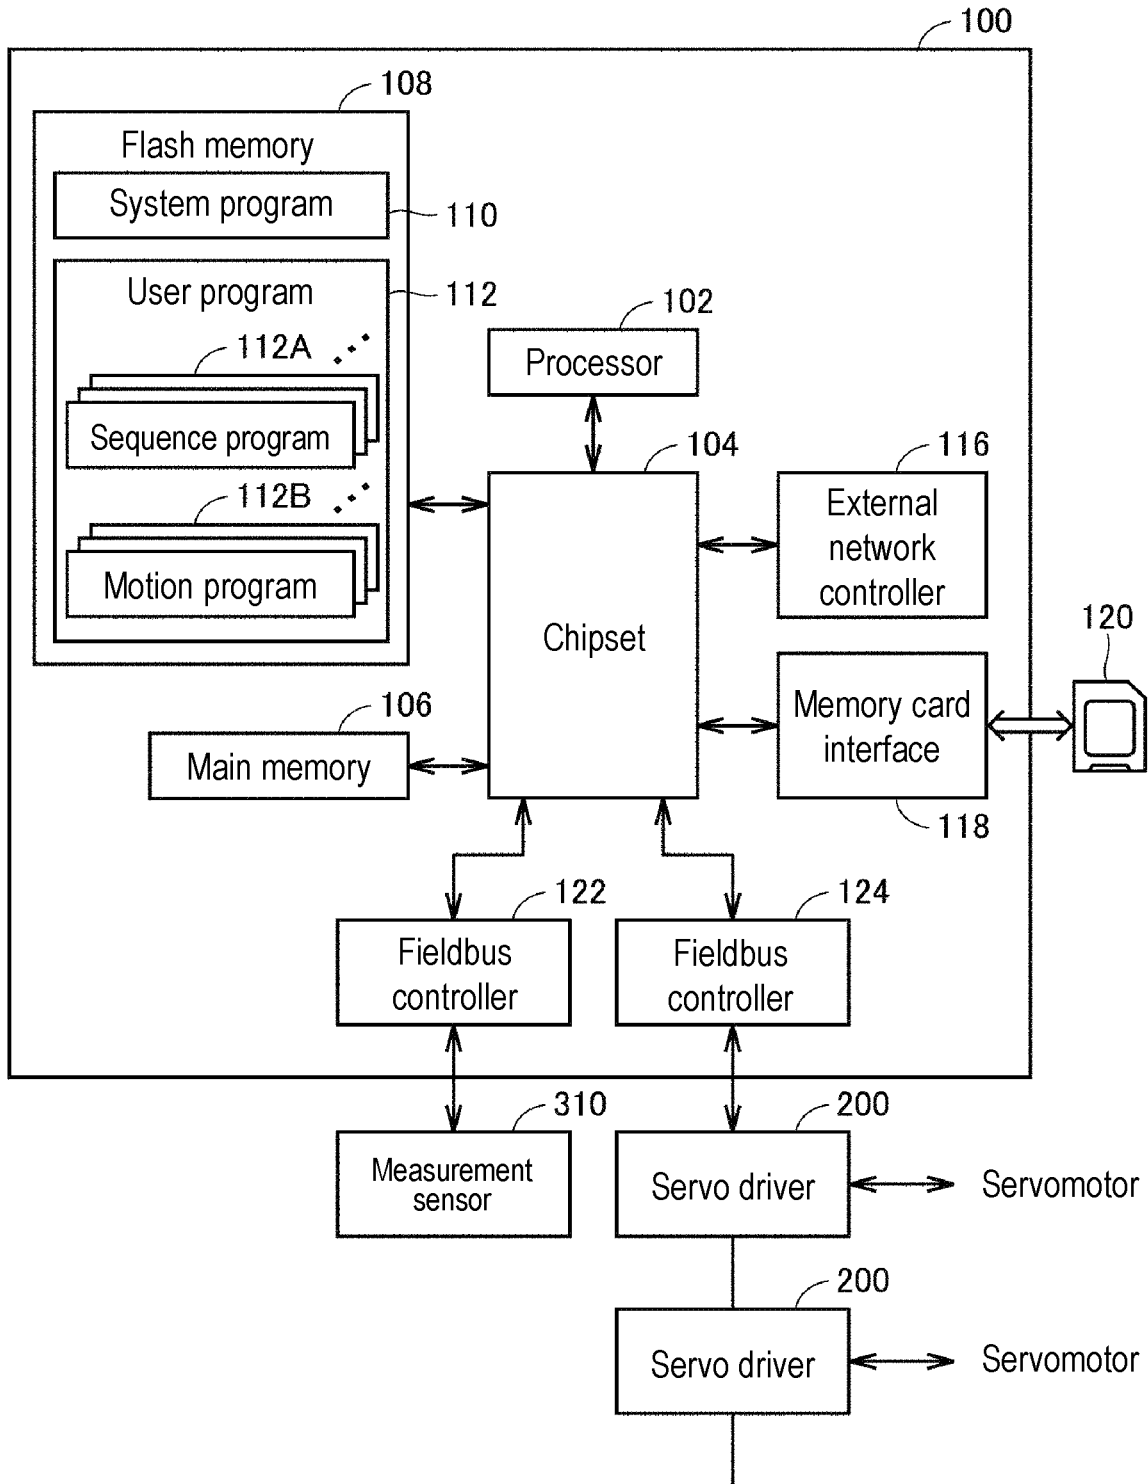 100
108
Flash memory
System program
110
User program
112
112A
Sequence program
112B
Motion program
102
Processor
104
Chipset
116
External
network
controller
106
Main memory
Memory card
interface
118
120
122
Fieldbus
controller
124
Fieldbus
controller
310
Measurement
sensor
200
Servo driver
Servomotor
200
Servo driver
Servomotor